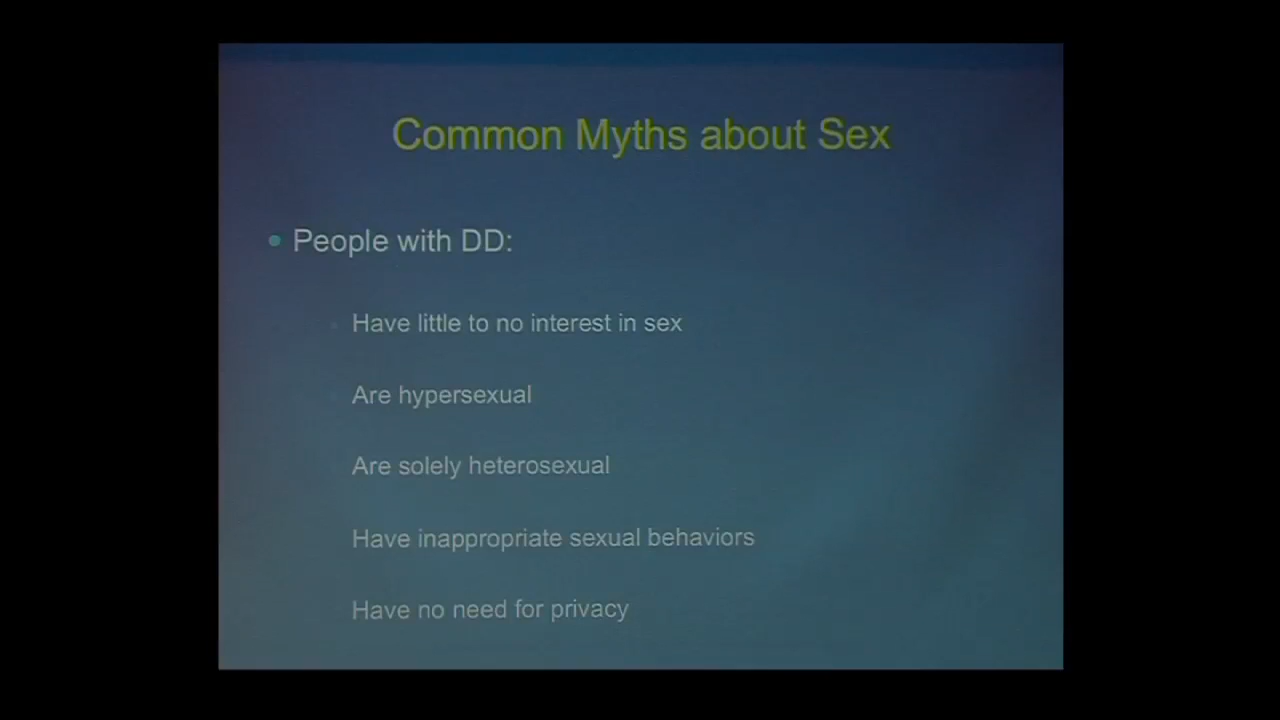 Common Myths about Sex
• People with DD:
Have little to no interest in sex
Are hypersexual
Are solely heterosexual
Have inappropriate sexual behaviors
Have no need for privacy